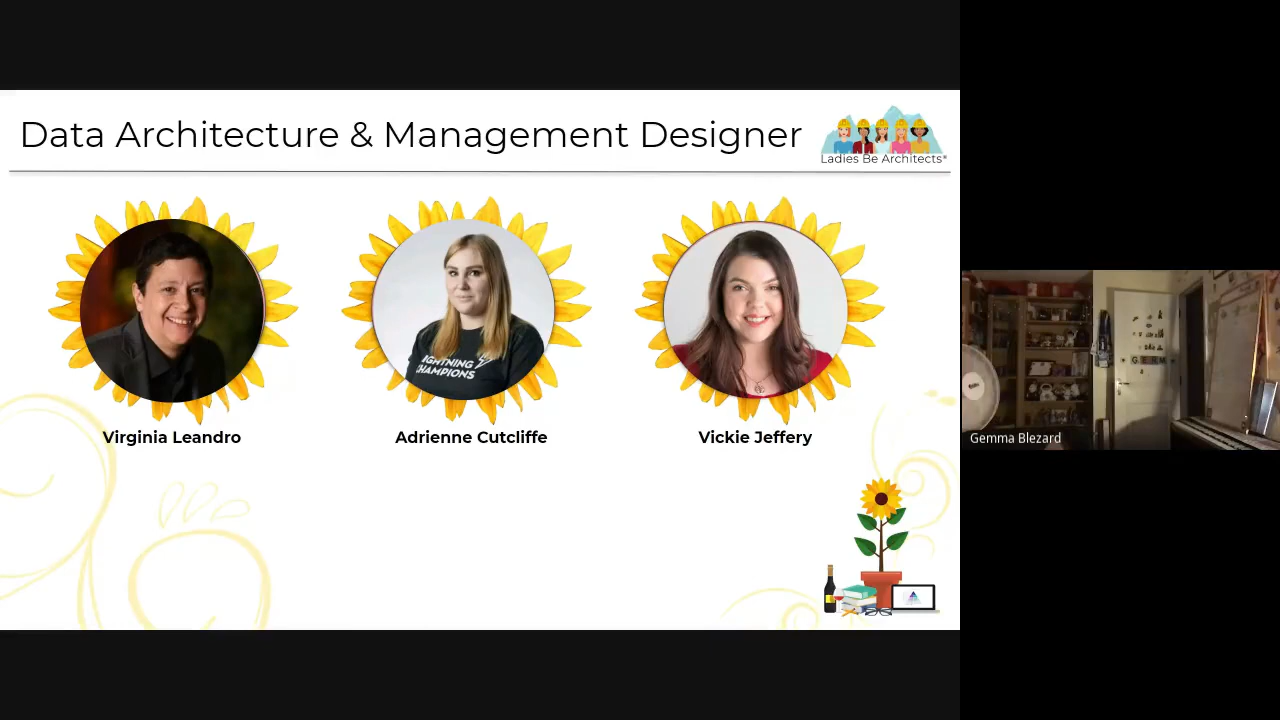 Data Architecture & Management Designer
Ladies Be Architects®
LIGHTNING
CHAMPIONS
Virginia Leandro
Adrienne Cutcliffe
Vickie Jeffery
Gemma Blezard